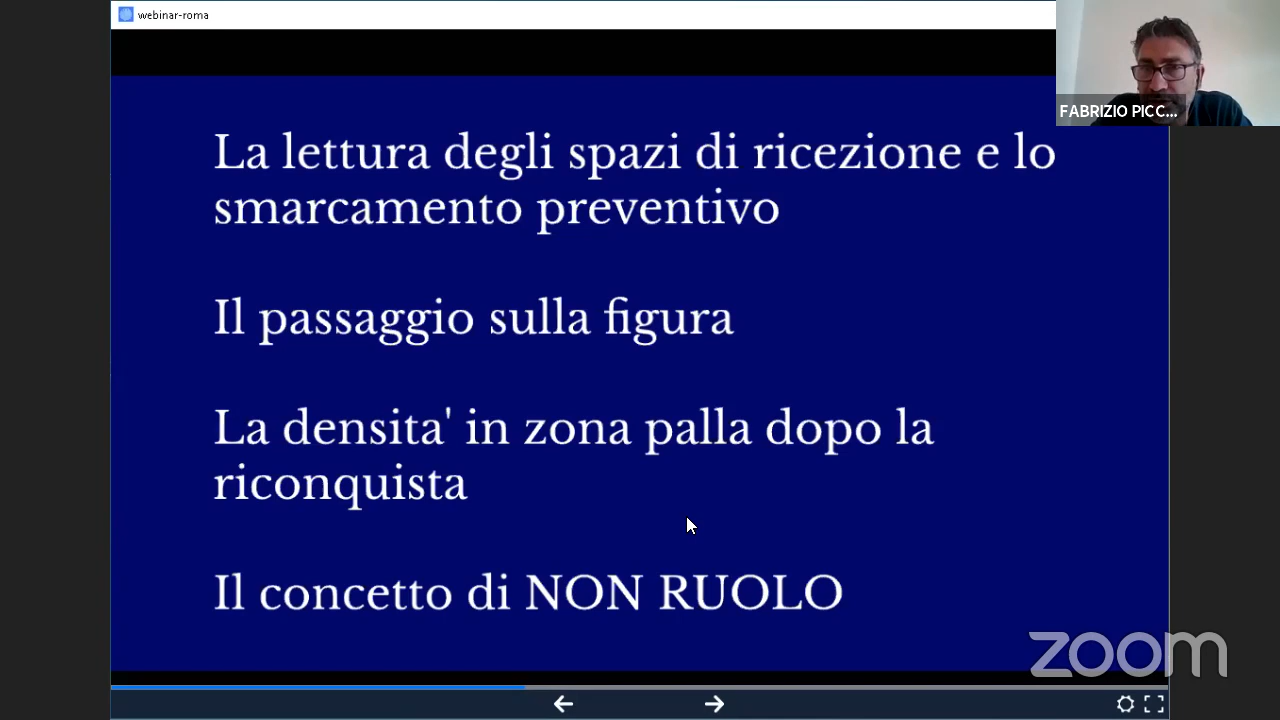 webinar-roma
FABRIZIO PICC...
La lettura degli spazi di ricezione e lo
smarcamento preventivo
Il passaggio sulla figura
La densita' in zona palla dopo la
riconquista
Il concetto di NON RUOLO
zoom